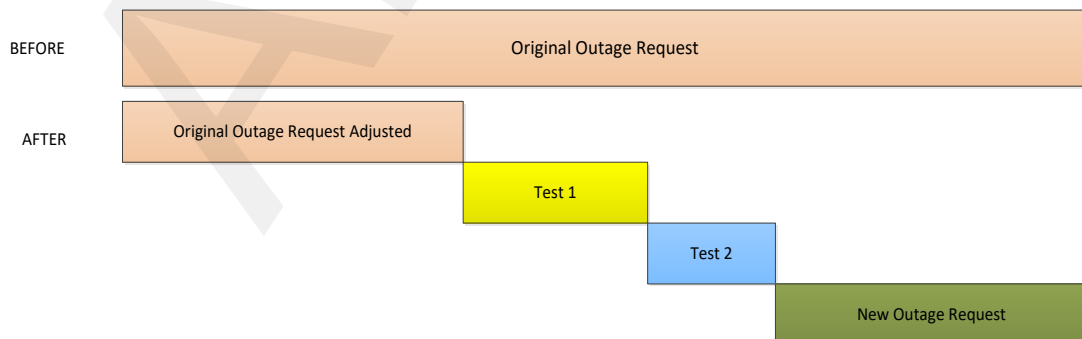 BEFORE
Original Outage Request
AFTER
Original Outage Request Adjusted
Test 1
Test 2
New Outage Request